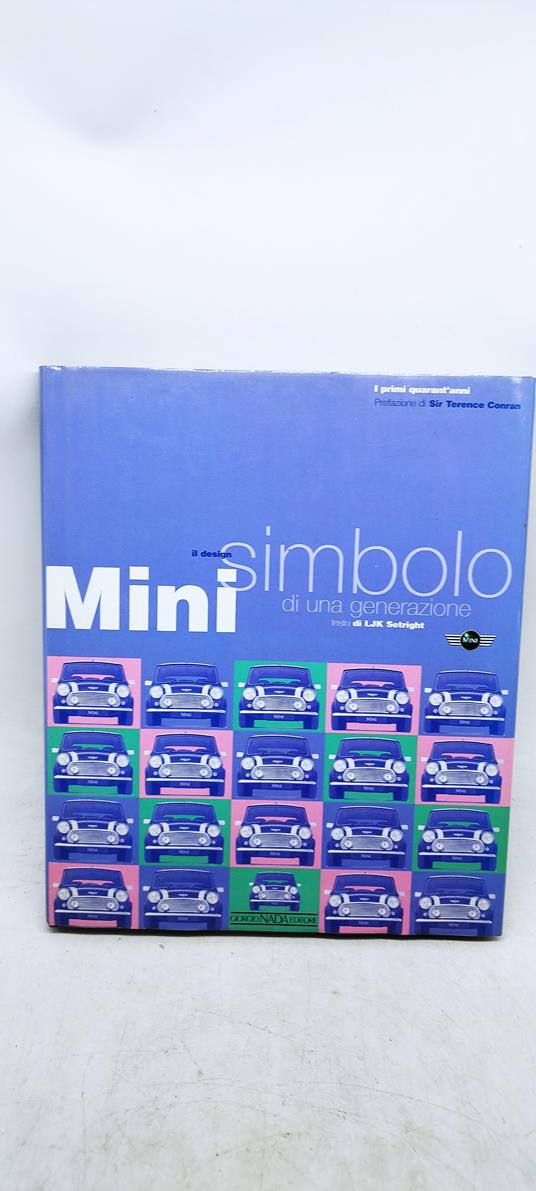 I primi quarant'anni
Prefazione di Sir Terence Conran
il design
simbolo
Mini
di una generazione
testo di LJK Setright
MINI
GIORGIO NADA EDITORE